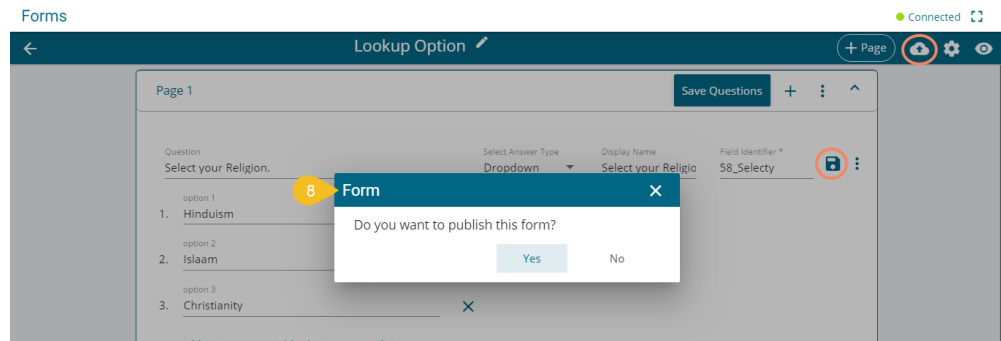 Forms
Connected
Lookup Option
+ Page
Page 1
Save Questions
Question
Select your Religion.
Select Answer Type
Dropdown
Display Name
Select your Religio
Field Identifier *
58_Selecty
8
Form
Do you want to publish this form?
Yes
No
option 1
1. Hinduism
option 2
2. Islaam
option 3
3. Christianity